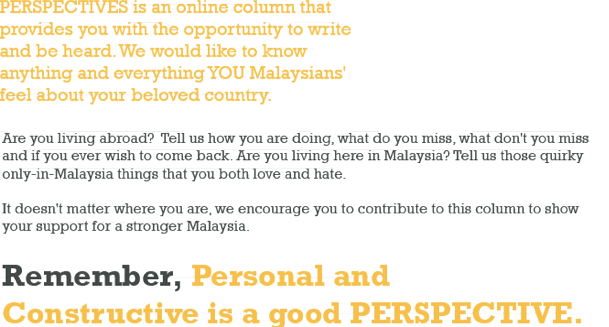 PERSPECTIVES is an online column that
provides you with the opportunity to write
and be heard. We would like to know
anything and everything YOU Malaysians'
feel about your beloved country.
Are you living abroad? Tell us how you are doing, what do you miss, what don't you miss
and if you ever wish to come back. Are you living here in Malaysia? Tell us those quirky
only-in-Malaysia things that you both love and hate.
It doesn't matter where you are, we encourage you to contribute to this column to show
your support for a stronger Malaysia.
Remember, Personal and
Constructive is a good PERSPECTIVE.